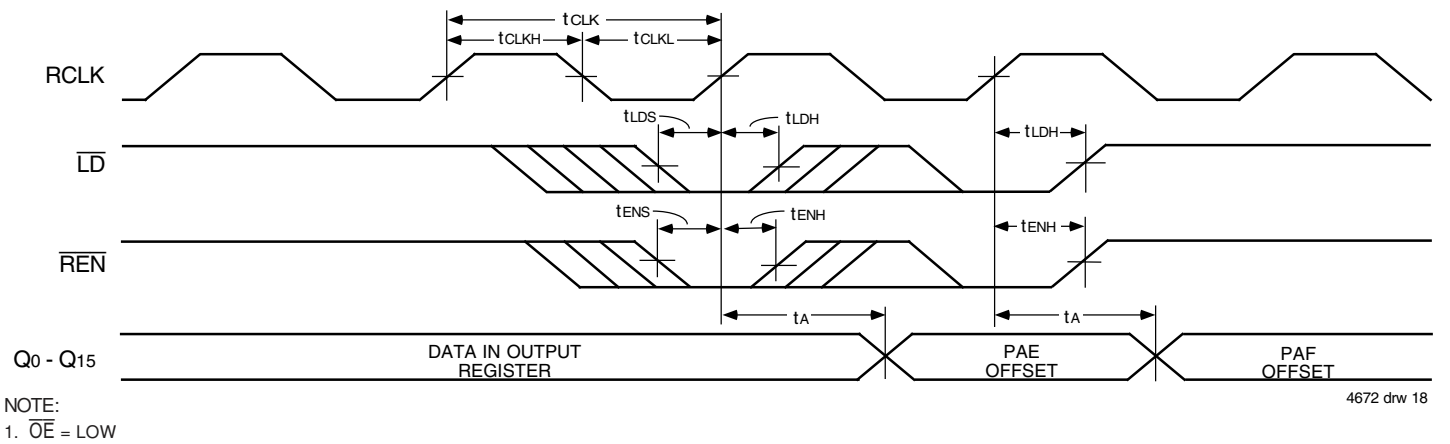 tCLK
tCLKH
tCLKL
RCLK
tLDS
tLDH
tLDH
LD
tENS
tENH
tENH
REN
tA
tA
Q0 - Q15
DATA IN OUTPUT
REGISTER
PAE
OFFSET
PAF
OFFSET
4672 drw 18
NOTE:
1. OE = LOW